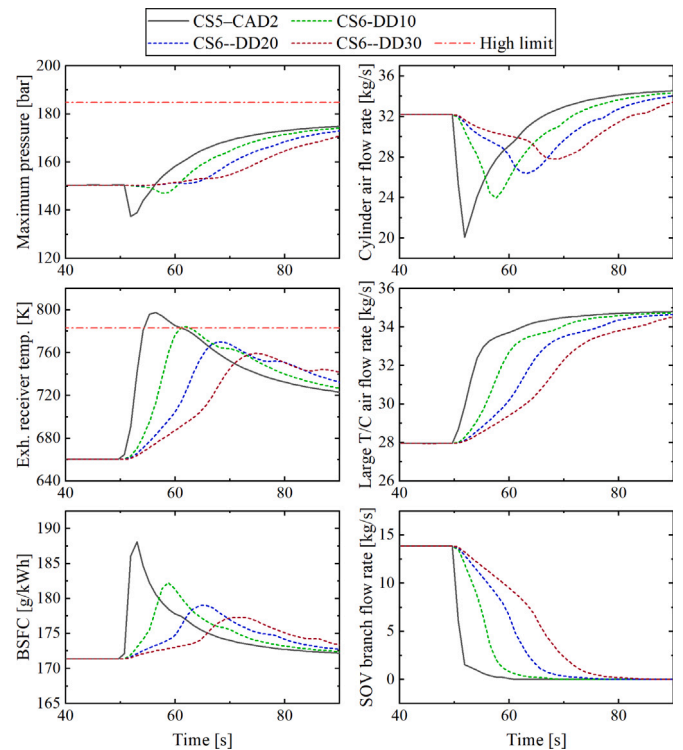 CS5–CAD2 CS6-DD10
CS6--DD20 CS6--DD30 High limit
Maximum pressure [bar]
200
180
160
140
120
40 60 80
Cylinder air flow rate [kg/s]
36
32
28
24
20
40 60 80
Exh. receiver temp. [K]
800
760
720
680
640
40 60 80
Large T/C air flow rate [kg/s]
36
34
32
30
28
26
40 60 80
BSFC [g/kWh]
190
185
180
175
170
165
40 60 80
Time [s]
SOV branch flow rate [kg/s]
15
10
5
0
40 60 80
Time [s]